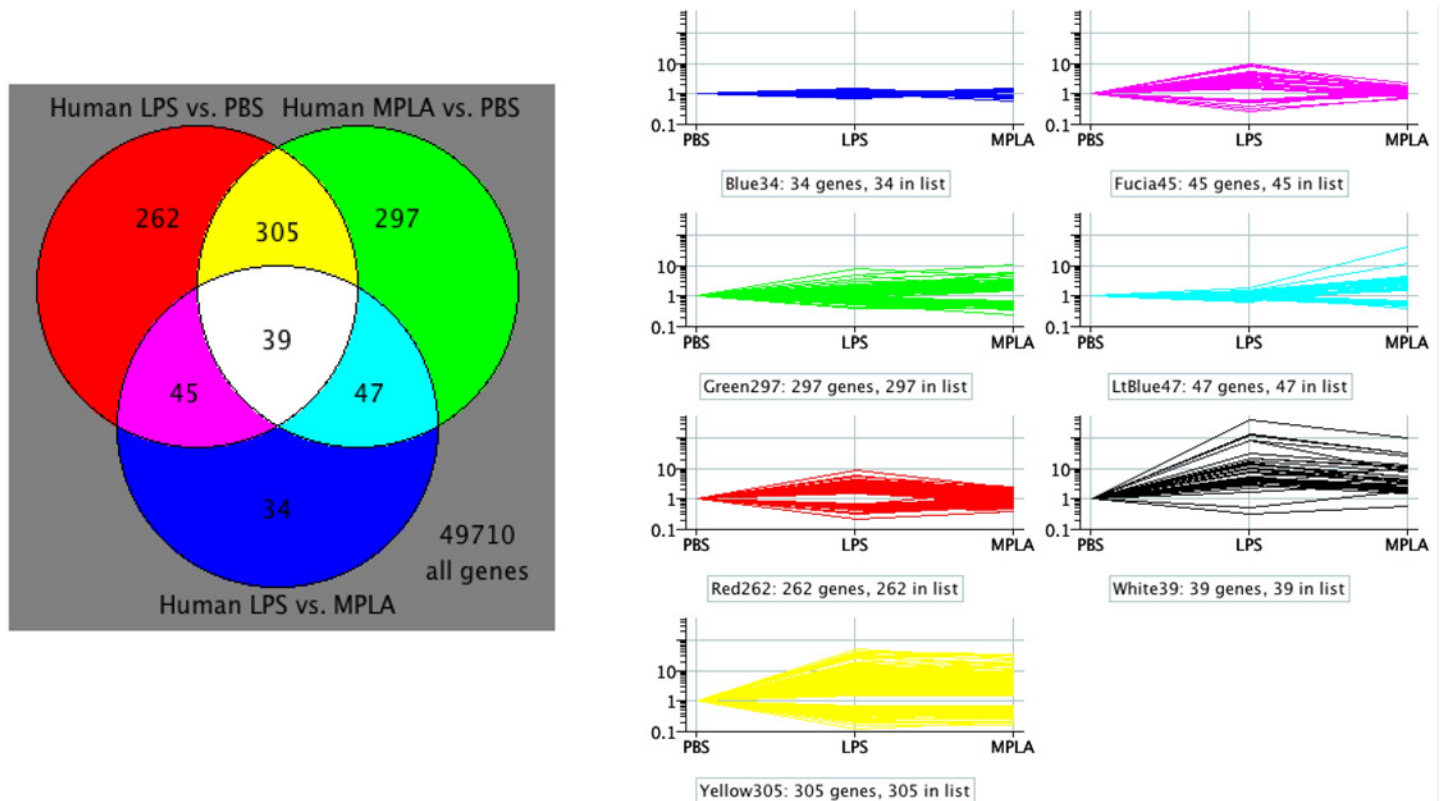 Human LPS vs. PBS Human MPLA vs. PBS
262
305
297
39
45
47
34
49710
all genes
Human LPS vs. MPLA
10
1
0.1
PBS LPS MPLA
Blue34: 34 genes, 34 in list
10
1
0.1
PBS LPS MPLA
Fucia45: 45 genes, 45 in list
10
1
0.1
PBS LPS MPLA
Green297: 297 genes, 297 in list
10
1
0.1
PBS LPS MPLA
LtBlue47: 47 genes, 47 in list
10
1
0.1
PBS LPS MPLA
Red262: 262 genes, 262 in list
10
1
0.1
PBS LPS MPLA
White39: 39 genes, 39 in list
10
1
0.1
PBS LPS MPLA
Yellow305: 305 genes, 305 in list